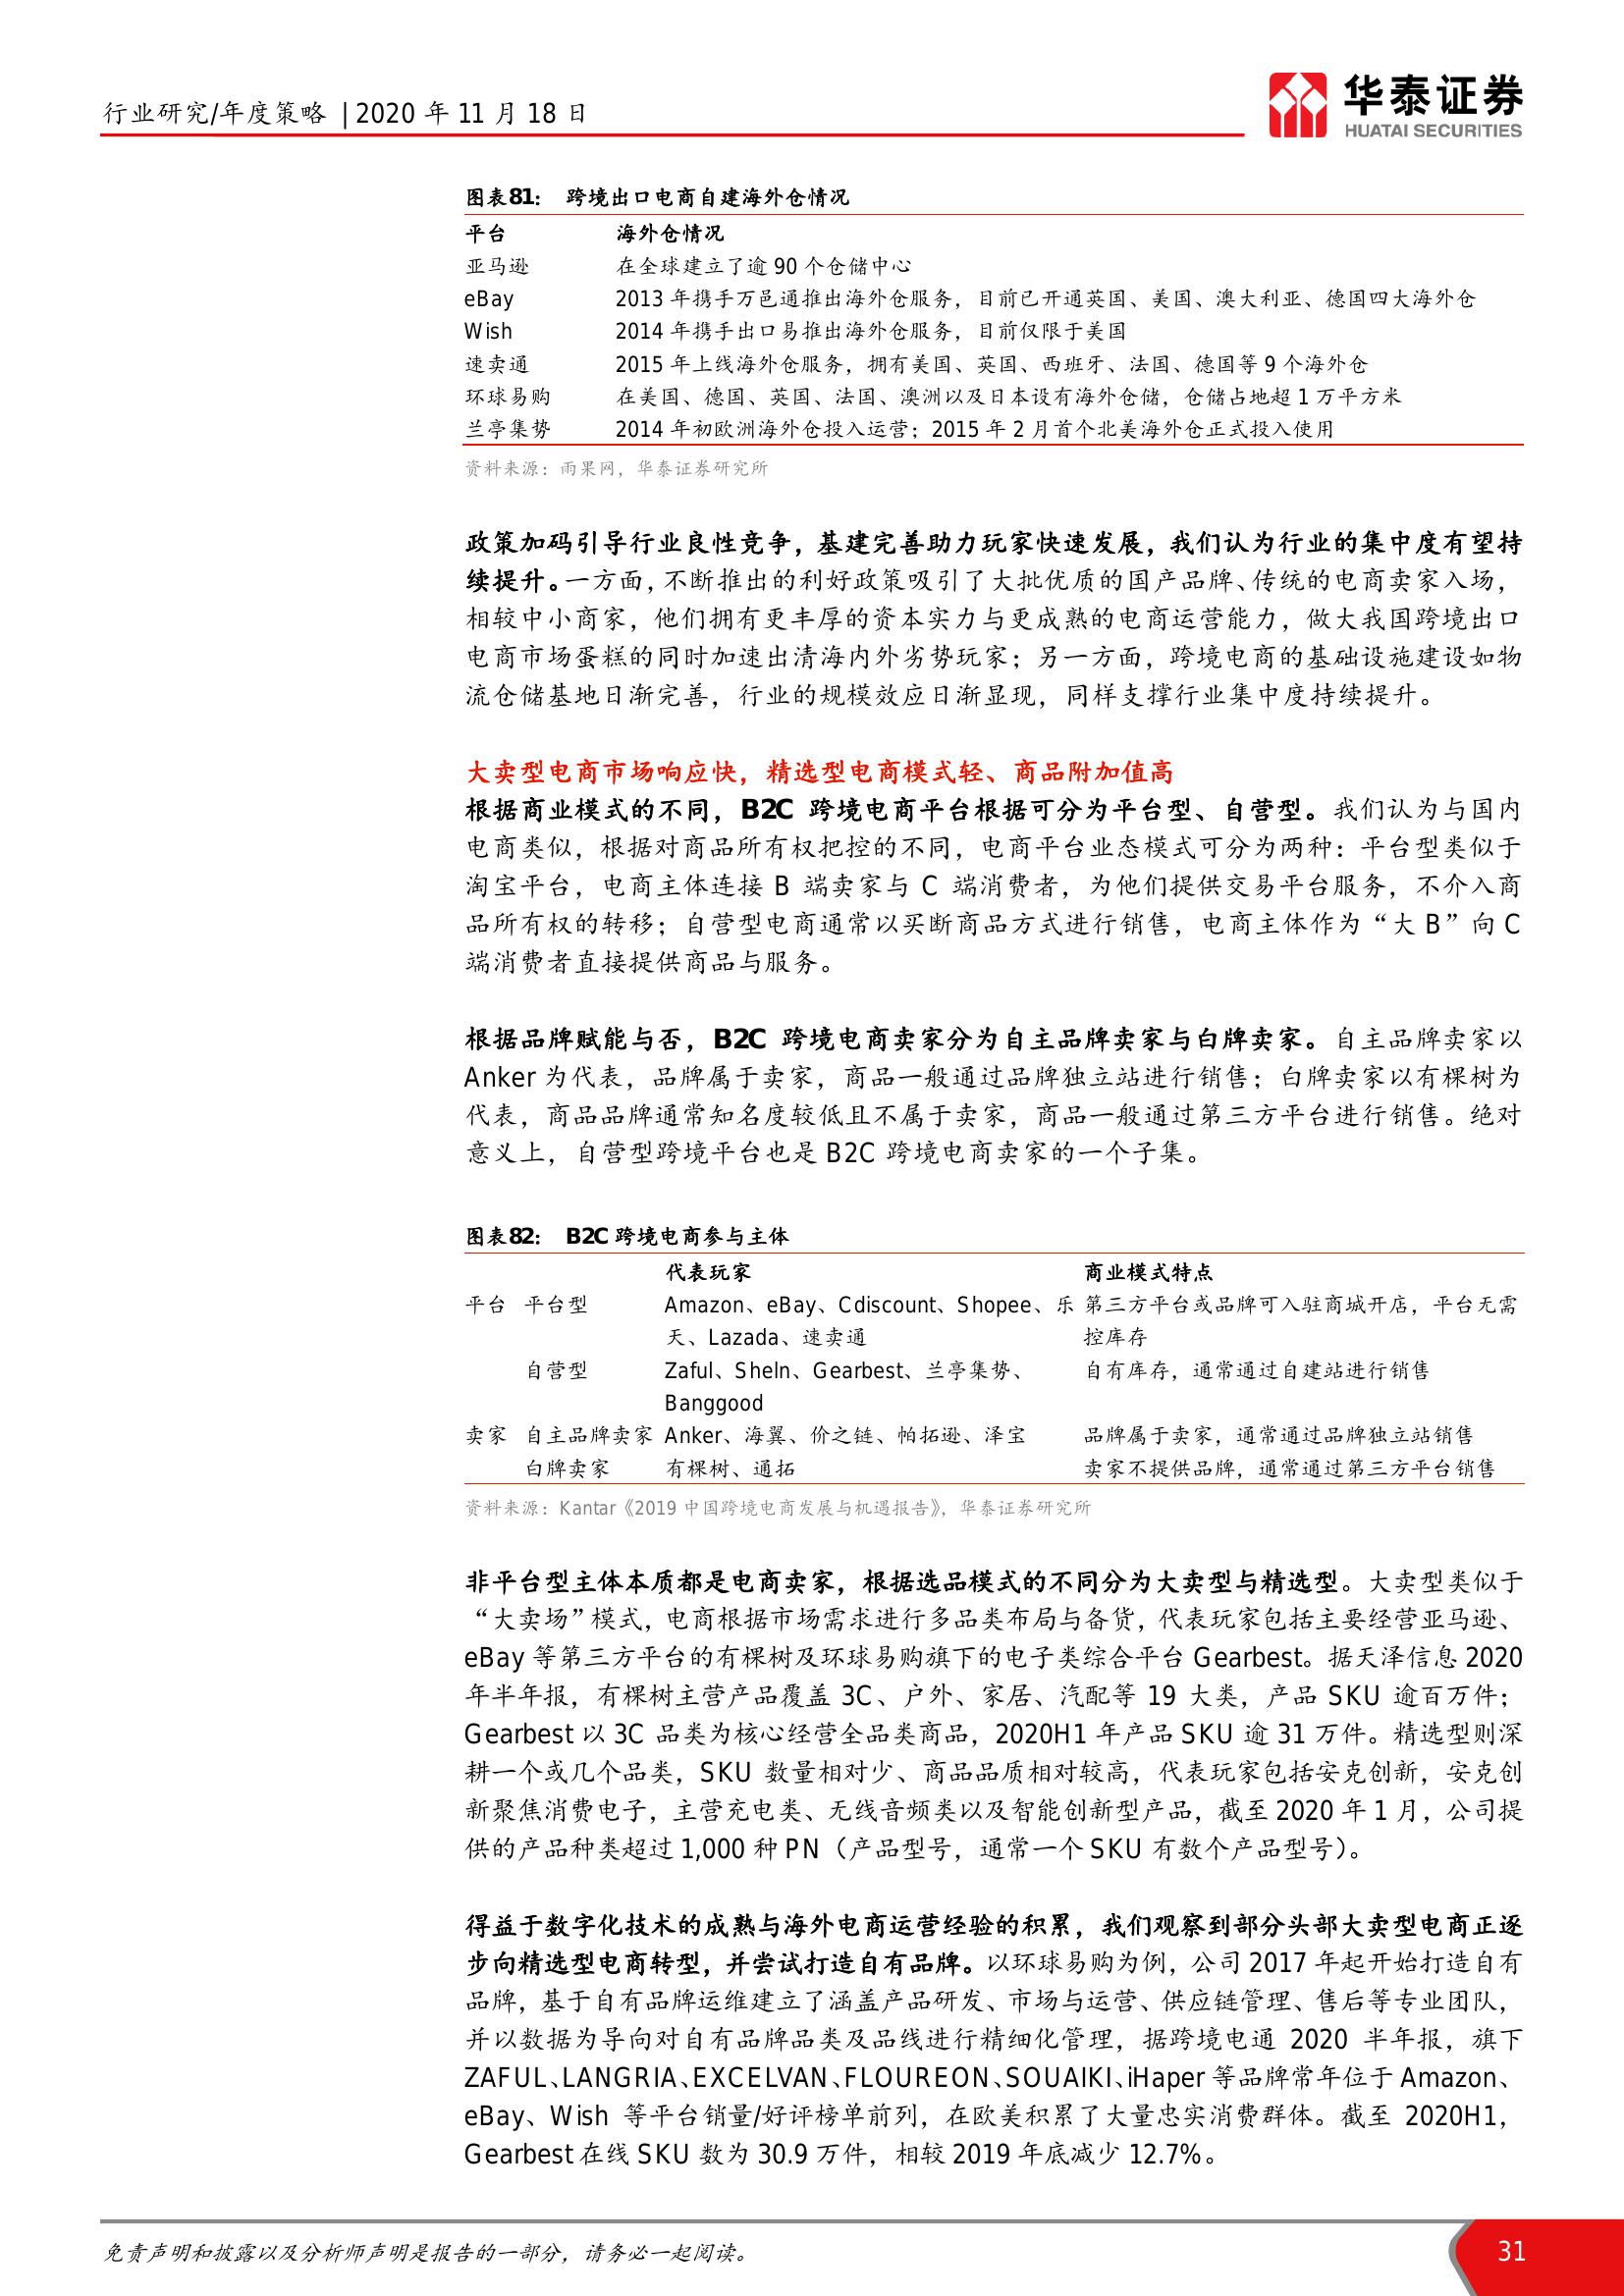 行业研究/年度策略 | 2020 年 11 月 18 日
华泰证券
HUATAI SECURITIES
图表81： 跨境出口电商自建海外仓情况
平台 海外仓情况
亚马逊 在全球建立了逾 90 个仓储中心
eBay 2013 年携手万邑通推出海外仓服务，目前已开通英国、美国、澳大利亚、德国四大海外仓
Wish 2014 年携手出口易推出海外仓服务，目前仅限于美国
速卖通 2015 年上线海外仓服务，拥有美国、英国、西班牙、法国、德国等 9 个海外仓
环球易购 在美国、德国、英国、法国、澳洲以及日本设有海外仓储，仓储占地超 1 万平方米
兰亭集势 2014 年初欧洲海外仓投入运营；2015 年 2 月首个北美海外仓正式投入使用
资料来源：雨果网，华泰证券研究所
政策加码引导行业良性竞争，基建完善助力玩家快速发展，我们认为行业的集中度有望持
续提升。一方面，不断推出的利好政策吸引了大批优质的国产品牌、传统的电商卖家入场，
相较中小商家，他们拥有更丰厚的资本实力与更成熟的电商运营能力，做大我国跨境出口
电商市场蛋糕的同时加速出清海内外劣势玩家；另一方面，跨境电商的基础设施建设如物
流仓储基地日渐完善，行业的规模效应日渐显现，同样支撑行业集中度持续提升。
大卖型电商市场响应快，精选型电商模式轻、商品附加值高
根据商业模式的不同，B2C 跨境电商平台根据可分为平台型、自营型。我们认为与国内
电商类似，根据对商品所有权把控的不同，电商平台业态模式可分为两种：平台型类似于
淘宝平台，电商主体连接 B 端卖家与 C 端消费者，为他们提供交易平台服务，不介入商
品所有权的转移；自营型电商通常以买断商品方式进行销售，电商主体作为“大 B”向 C
端消费者直接提供商品与服务。
根据品牌赋能与否，B2C 跨境电商卖家分为自主品牌卖家与白牌卖家。自主品牌卖家以
Anker 为代表，品牌属于卖家，商品一般通过品牌独立站进行销售；白牌卖家以有棵树为
代表，商品品牌通常知名度较低且不属于卖家，商品一般通过第三方平台进行销售。绝对
意义上，自营型跨境平台也是 B2C 跨境电商卖家的一个子集。
图表82： B2C 跨境电商参与主体
代表玩家 商业模式特点
平台 平台型 Amazon、eBay、Cdiscount、Shopee、乐 第三方平台或品牌可入驻商城开店，平台无需
天、Lazada、速卖通 控库存
自营型 Zaful、SheIn、Gearbest、兰亭集势、 自有库存，通常通过自建站进行销售
Banggood
卖家 自主品牌卖家 Anker、海翼、价之链、帕拓逊、泽宝 品牌属于卖家，通常通过品牌独立站销售
白牌卖家 有棵树、通拓 卖家不提供品牌，通常通过第三方平台销售
资料来源：Kantar《2019 中国跨境电商发展与机遇报告》，华泰证券研究所
非平台型主体本质都是电商卖家，根据选品模式的不同分为大卖型与精选型。大卖型类似于
“大卖场”模式，电商根据市场需求进行多品类布局与备货，代表玩家包括主要经营亚马逊、
eBay 等第三方平台的有棵树及环球易购旗下的电子类综合平台 Gearbest。据天泽信息 2020
年半年报，有棵树主营产品覆盖 3C、户外、家居、汽配等 19 大类，产品 SKU 逾百万件；
Gearbest 以 3C 品类为核心经营全品类商品，2020H1 年产品 SKU 逾 31 万件。精选型则深
耕一个或几个品类，SKU 数量相对少、商品品质相对较高，代表玩家包括安克创新，安克创
新聚焦消费电子，主营充电类、无线音频类以及智能创新型产品，截至 2020 年 1 月，公司提
供的产品种类超过 1,000 种 PN（产品型号，通常一个 SKU 有数个产品型号）。
得益于数字化技术的成熟与海外电商运营经验的积累，我们观察到部分头部大卖型电商正逐
步向精选型电商转型，并尝试打造自有品牌。以环球易购为例，公司 2017 年起开始打造自有
品牌，基于自有品牌运维建立了涵盖产品研发、市场与运营、供应链管理、售后等专业团队，
并以数据为导向对自有品牌品类及品线进行精细化管理，据跨境电通 2020 半年报，旗下
ZAFUL、LANGRIA、EXCELVAN、FLOUREON、SOUAIKI、iHaper 等品牌常年位于 Amazon、
eBay、Wish 等平台销量/好评榜单前列，在欧美积累了大量忠实消费群体。截至 2020H1，
Gearbest 在线 SKU 数为 30.9 万件，相较 2019 年底减少 12.7%。
免责声明和披露以及分析师声明是报告的一部分，请务必一起阅读。
31